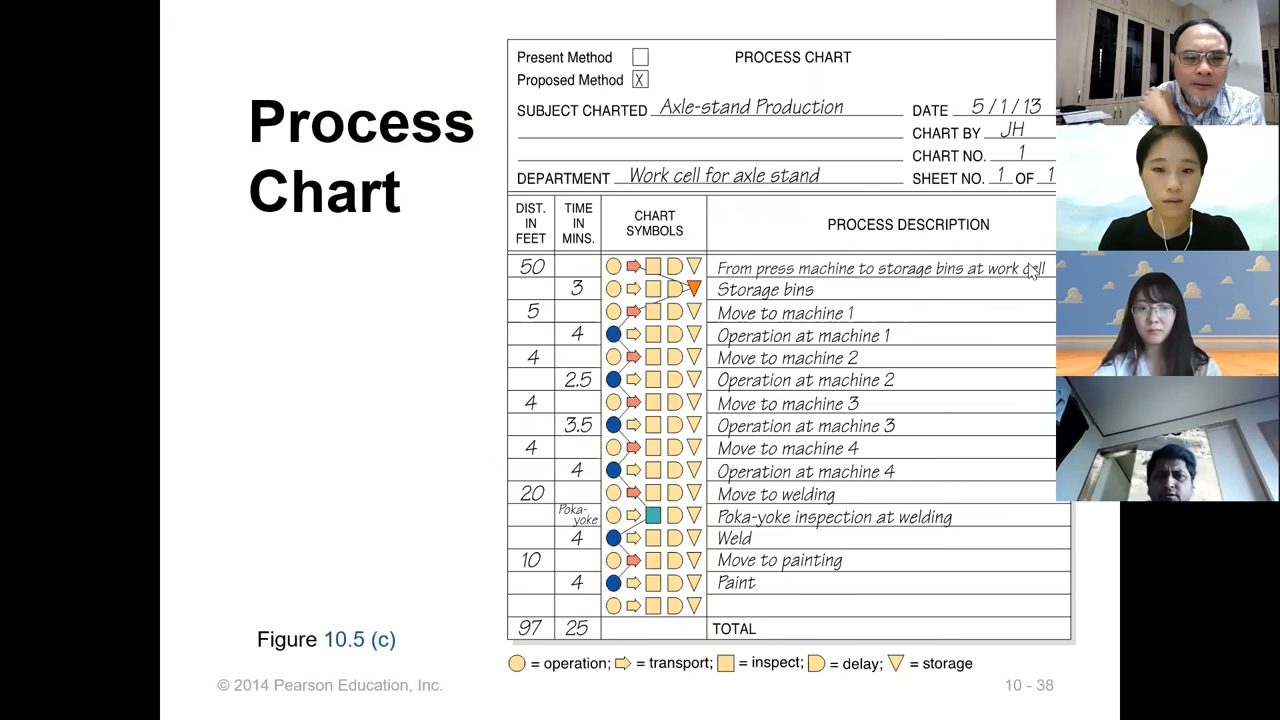 Process
Chart
Figure 10.5 (c)
© 2014 Pearson Education, Inc.
10 - 38
Present Method
PROCESS CHART
Proposed Method X
SUBJECT CHARTED Axle-stand Production DATE 5 / 1 / 13
CHART BY JH
CHART NO. 1
DEPARTMENT Work cell for axle stand SHEET NO. 1 OF 1
DIST. IN FEET TIME IN MINS. CHART SYMBOLS PROCESS DESCRIPTION
50 From press machine to storage bins at work cell
3 Storage bins
5 Move to machine 1
4 Operation at machine 1
4 Move to machine 2
2.5 Operation at machine 2
4 Move to machine 3
3.5 Operation at machine 3
4 Move to machine 4
4 Operation at machine 4
20 Move to welding
Poka-yoke Poka-yoke inspection at welding
4 Weld
10 Move to painting
4 Paint
97 25 TOTAL
= operation; = transport; = inspect; = delay; = storage